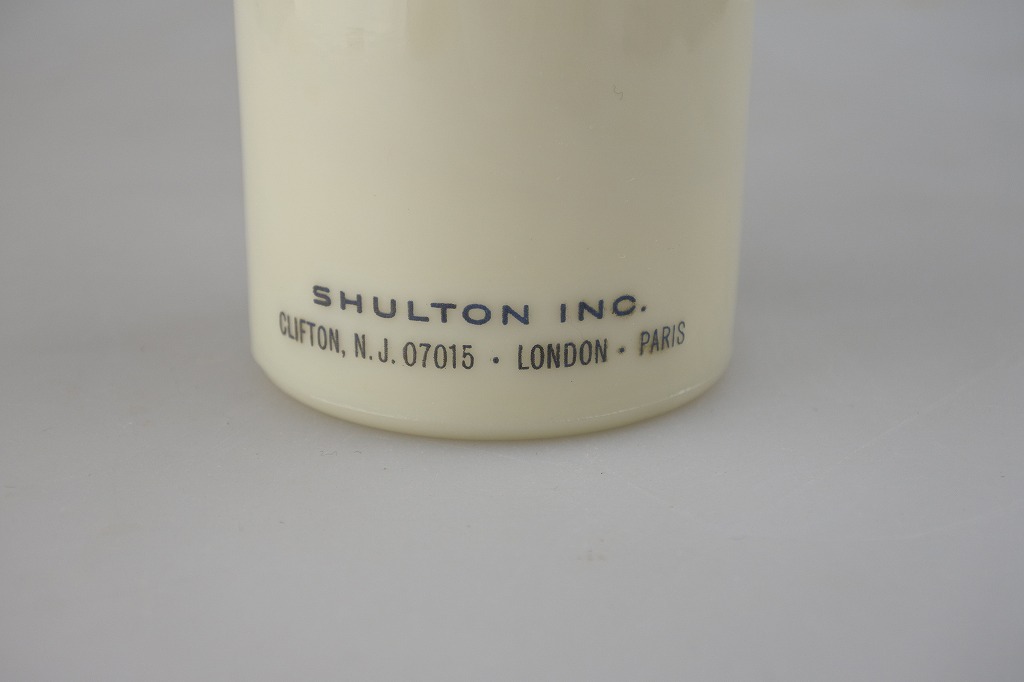 SHULTON INC.
CLIFTON, N.J. 07015 · LONDON · PARIS